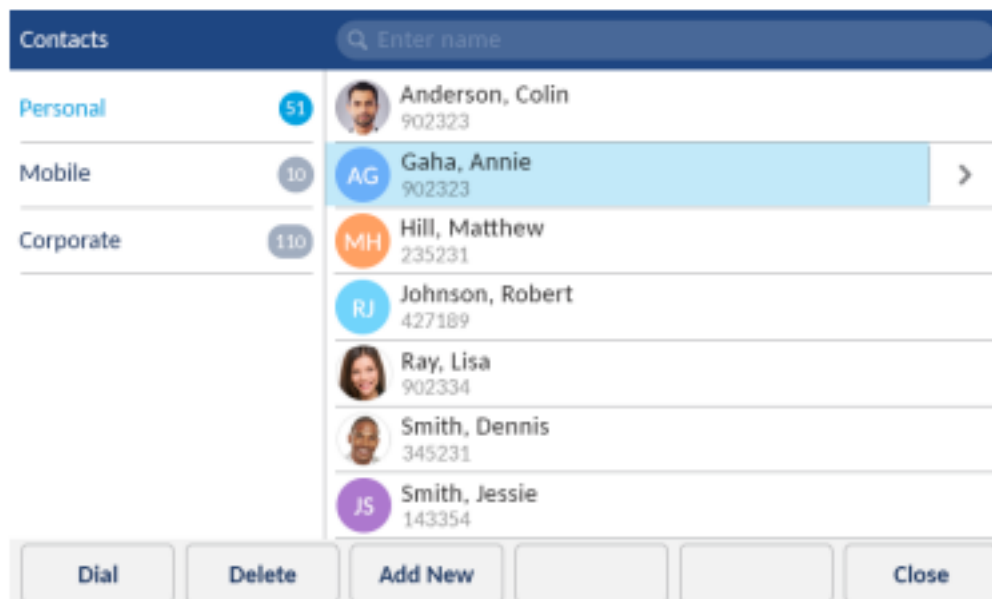 Contacts
Enter name
Personal 51
Mobile 10
Corporate 110
Anderson, Colin
902323
AG
Gaha, Annie
902323
MH
Hill, Matthew
235231
RJ
Johnson, Robert
427189
Ray, Lisa
902334
Smith, Dennis
345231
JS
Smith, Jessie
143354
Dial
Delete
Add New
Close